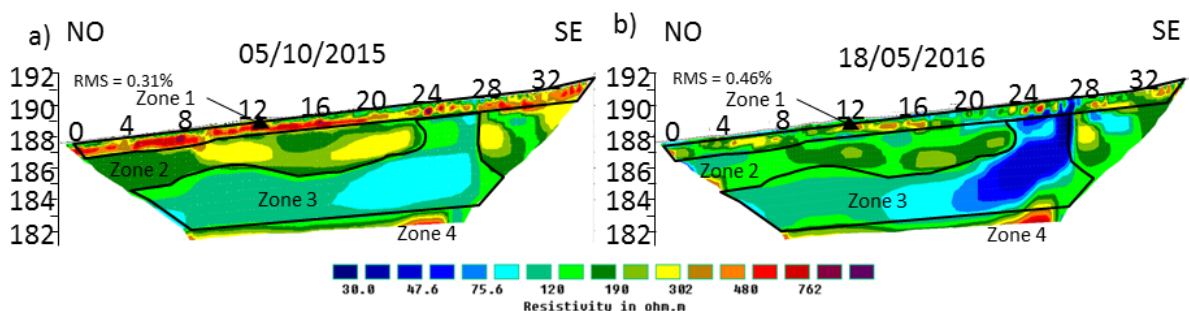 a) NO SE
05/10/2015
RMS = 0.31%
Zone 1
192
190
188
186
184
182
0 4 8 12 16 20 24 28 32
Zone 2
Zone 3
Zone 4
b) NO SE
18/05/2016
RMS = 0.46%
Zone 1
192
190
188
186
184
182
0 4 8 12 16 20 24 28 32
Zone 2
Zone 3
Zone 4
30.0 47.6 75.6 120 190 302 480 762
Resistivity in ohm.m